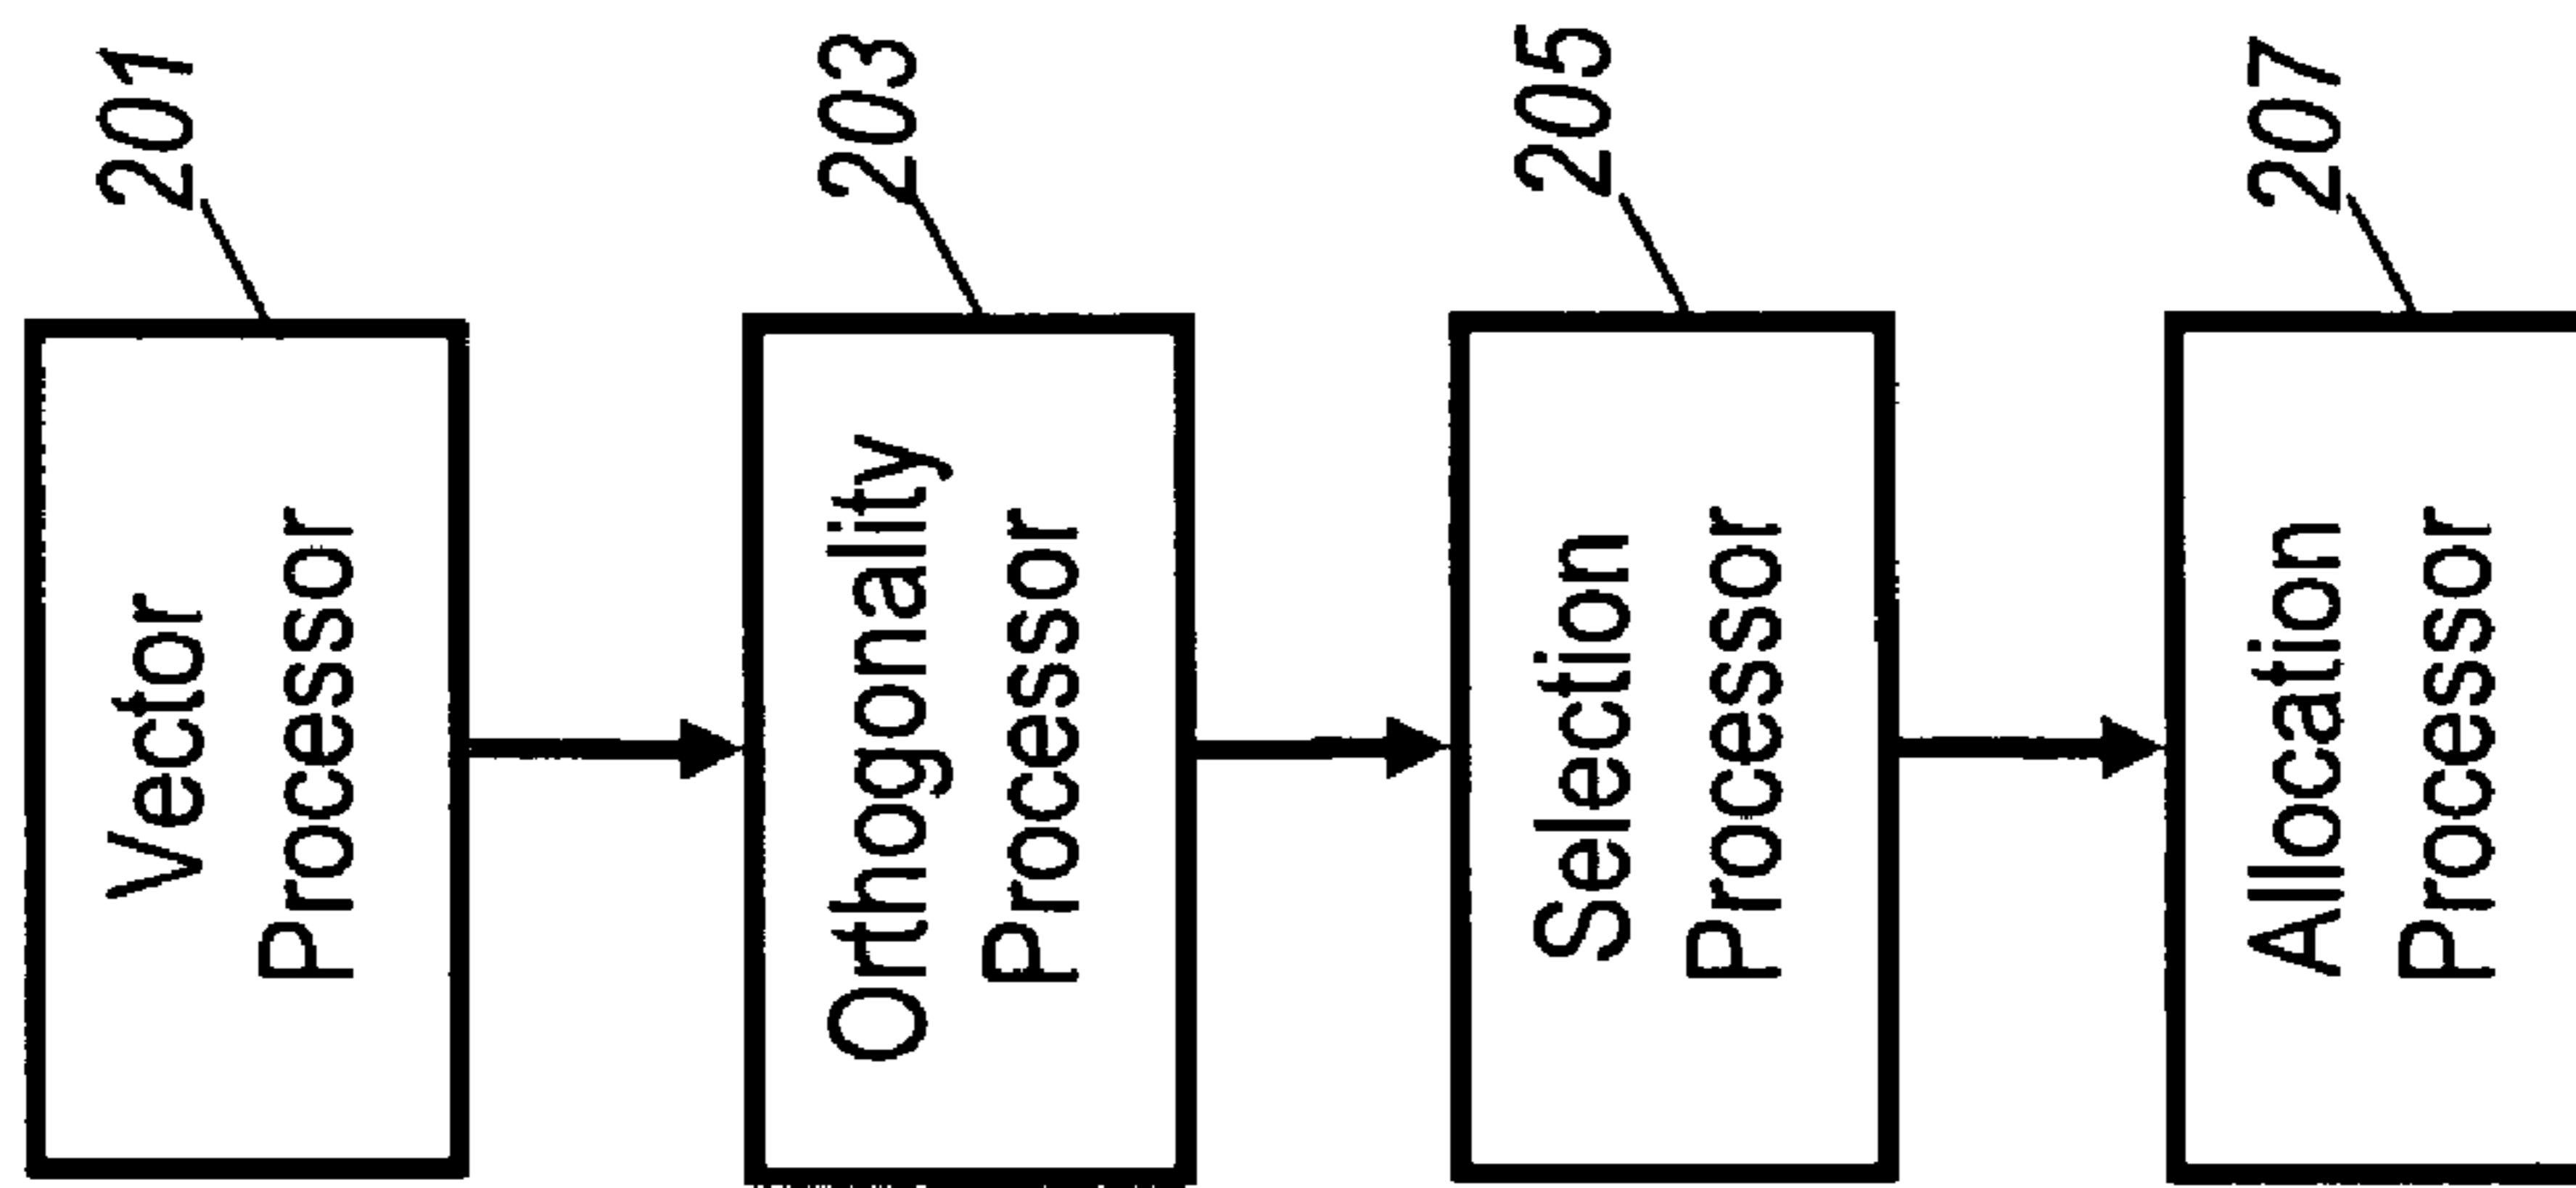 201
Vector
Processor
203
Orthogonality
Processor
205
Selection
Processor
207
Allocation
Processor